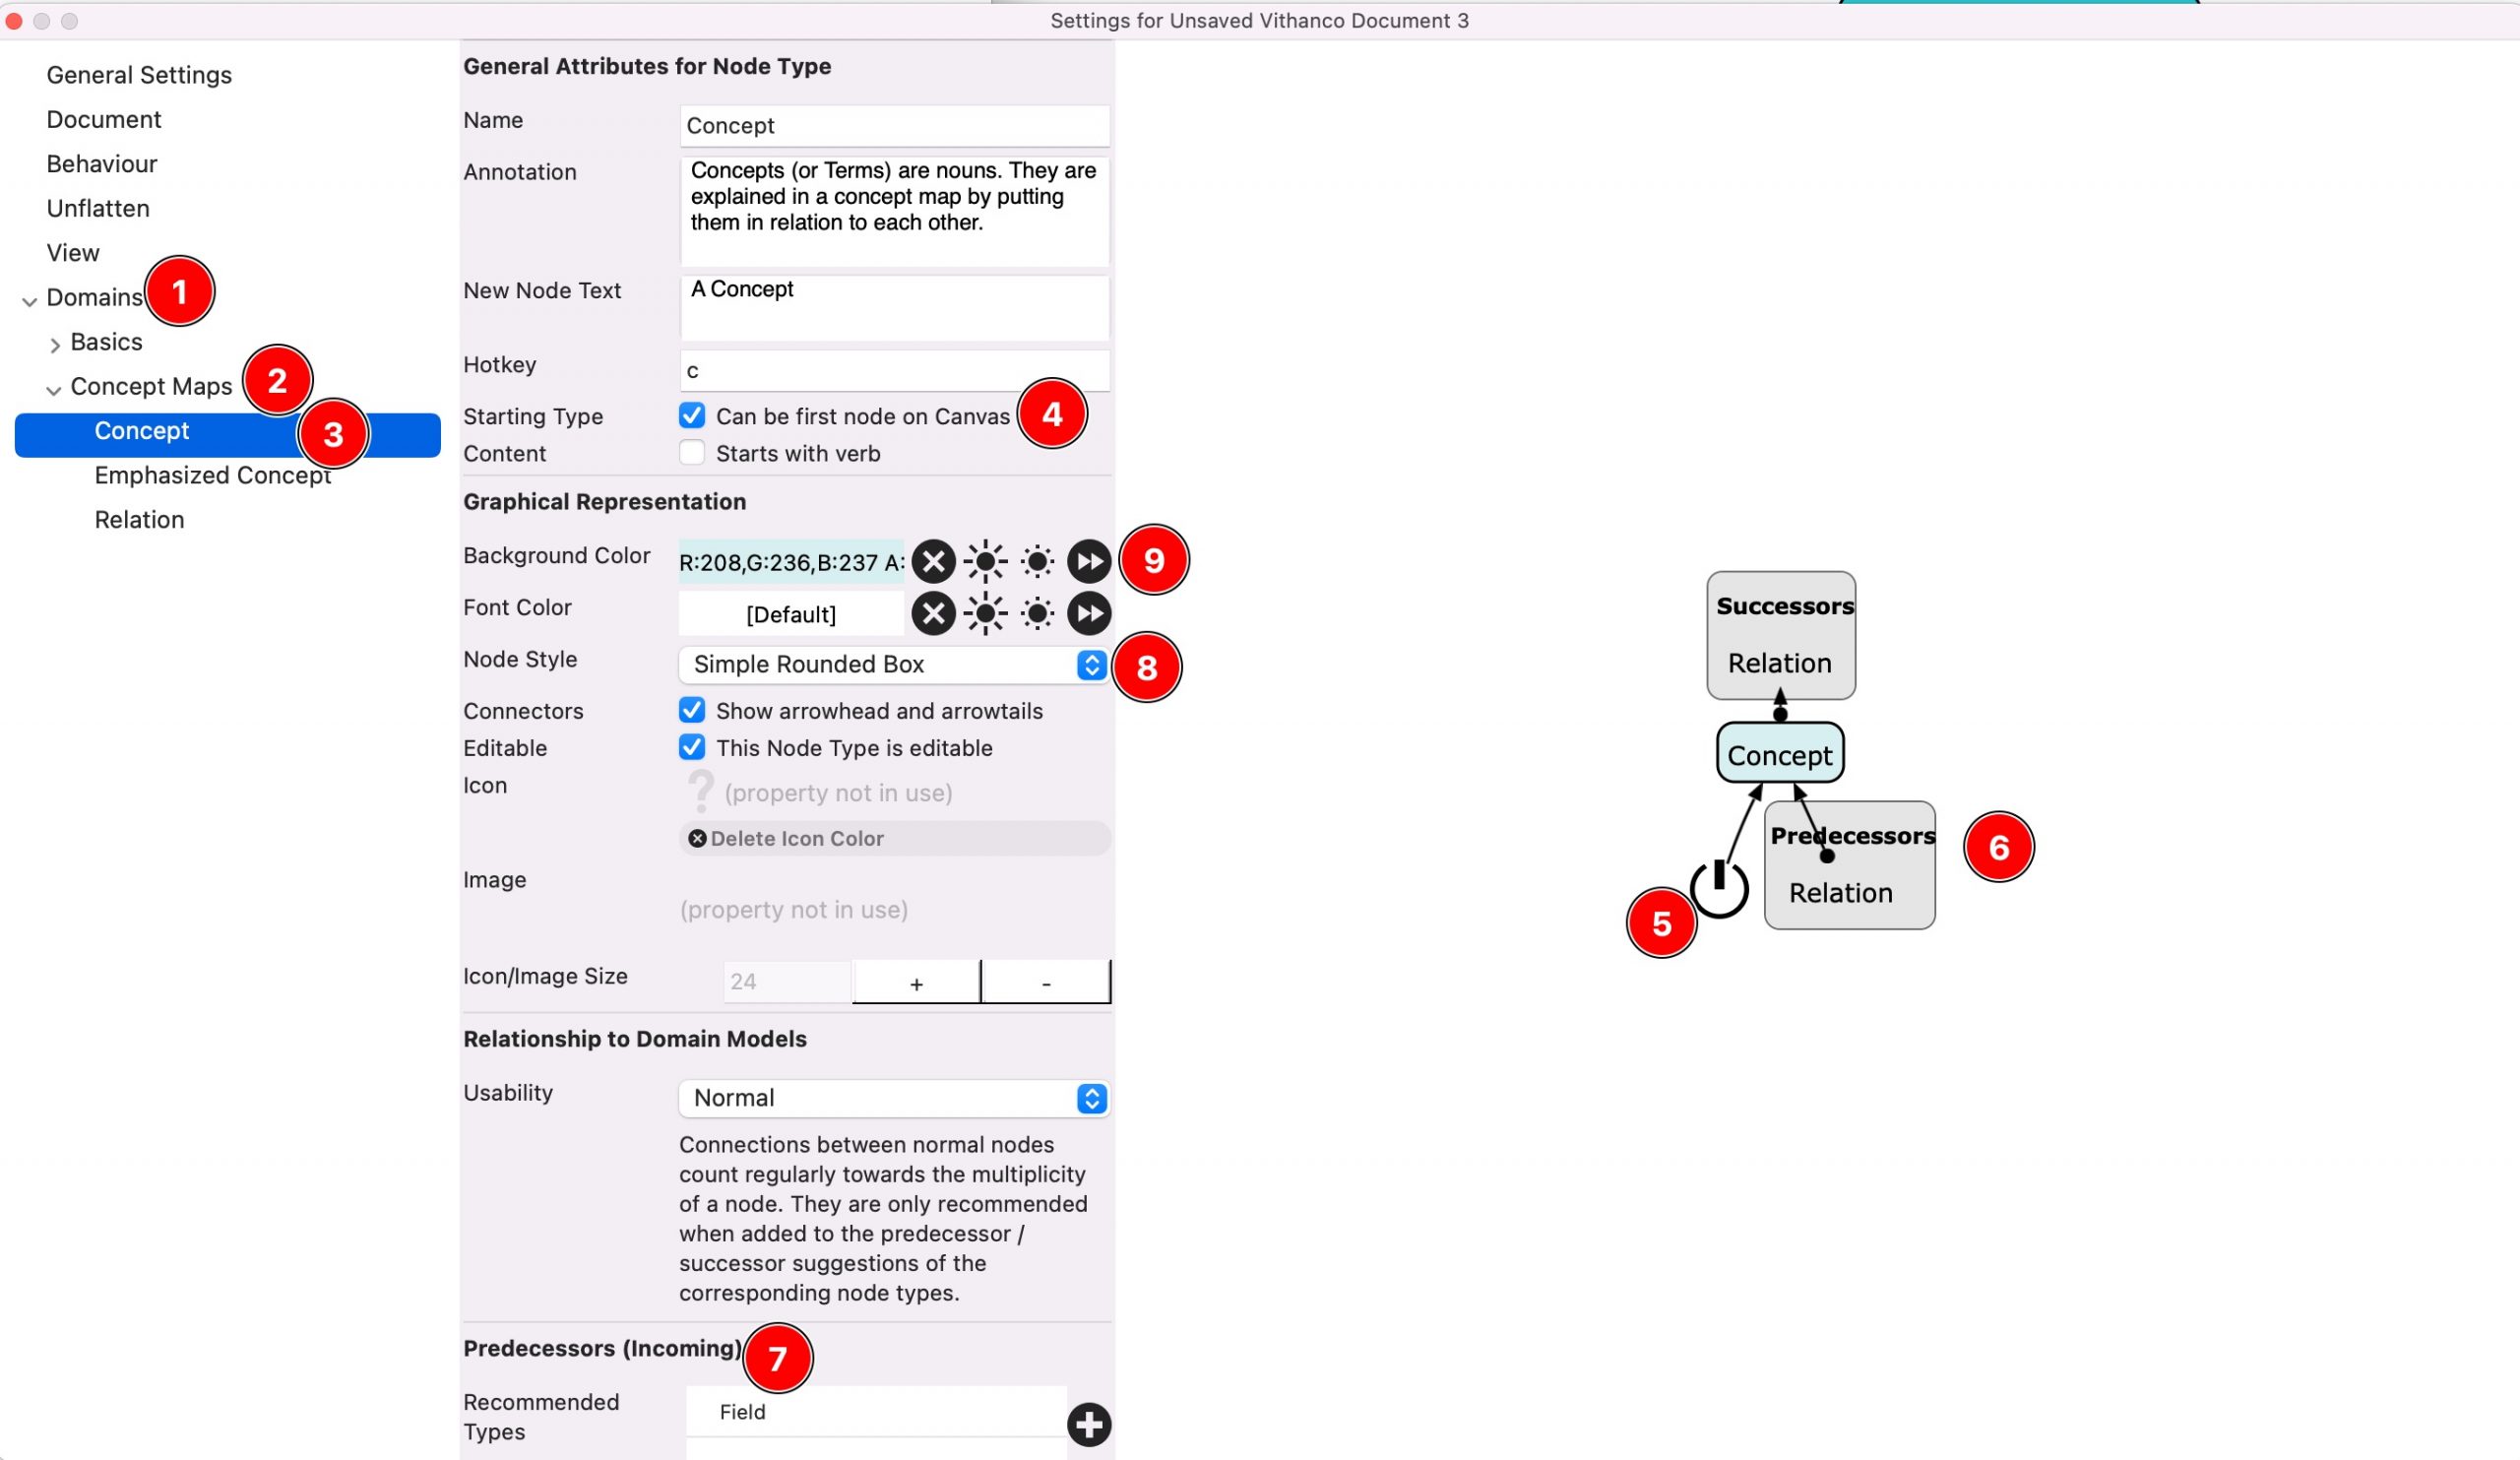 Settings for Unsaved Vithanco Document 3
General Settings
Document
Behaviour
Unflatten
View
Domains 1
Basics
Concept Maps 2
Concept 3
Emphasized Concept
Relation
General Attributes for Node Type
Name Concept
Annotation Concepts (or Terms) are nouns. They are
explained in a concept map by putting
them in relation to each other.
New Node Text A Concept
Hotkey c
Starting Type Can be first node on Canvas 4
Content Starts with verb
Graphical Representation
Background Color R:208,G:236,B:237 A: 9
Font Color [Default]
Node Style Simple Rounded Box 8
Connectors Show arrowhead and arrowtails
Editable This Node Type is editable
Icon ? (property not in use)
Delete Icon Color
Image
(property not in use)
Icon/Image Size 24 + -
Relationship to Domain Models
Usability Normal
Connections between normal nodes
count regularly towards the multiplicity
of a node. They are only recommended
when added to the predecessor /
successor suggestions of the
corresponding node types.
Predecessors (Incoming) 7
Recommended
Types
Field
Successors
Relation
Concept
Predecessors
Relation
6
5